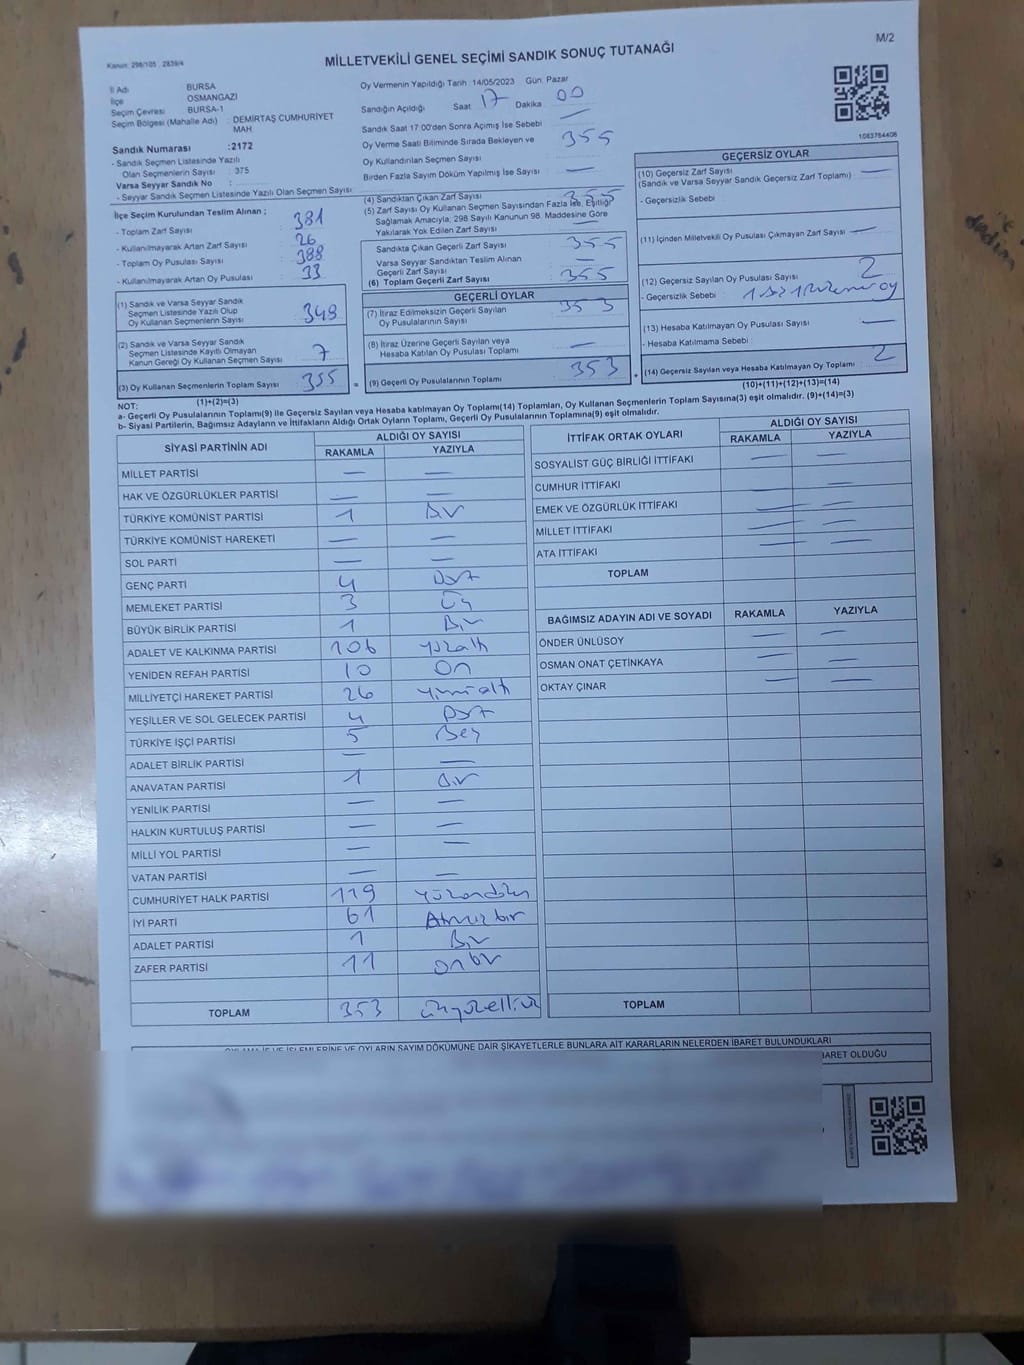 Kanun: 298/105 , 2839/4
MİLLETVEKİLİ GENEL SEÇİMİ SANDIK SONUÇ TUTANAĞI
M/2
İl Adı BURSA
İlçe OSMANGAZI
Seçim Çevresi BURSA-1
Seçim Bölgesi (Mahalle Adı) : DEMİRTAŞ CUMHURİYET MAH
Sandık Numarası :2172
- Sandık Seçmen Listesinde Yazılı
Olan Seçmenlerin Sayısı : 375
Varsa Seyyar Sandık No :
- Seyyar Sandık Seçmen Listesinde Yazılı Olan Seçmen Sayısı
Oy Vermenin Yapıldığı Tarih 14/05/2023 Gün: Pazar
Sandığın Açıldığı Saat 17 Dakika 00
Sandık Saat 17:00'den Sonra Açımış İse Sebebi —
Oy Verme Saati Bitiminde Sırada Bekleyen ve
Oy Kullandırılan Seçmen Sayısı 355
Birden Fazla Sayım Döküm Yapılmış İse Sayısı —
1083764406
İlçe Seçim Kurulundan Teslim Alınan ;
- Toplam Zarf Sayısı : 381
- Kullanılmayarak Artan Zarf Sayısı : 26
- Toplam Oy Pusulası Sayısı : 388
- Kullanılmayarak Artan Oy Pusulası : 33
(1) Sandık ve Varsa Seyyar Sandık
Seçmen Listesinde Yazılı Olup
Oy Kullanan Seçmenlerin Sayısı : 348
(2) Sandık ve Varsa Seyyar Sandık
Seçmen Listesinde Kayıtlı Olmayan
Kanun Gereği Oy Kullanan Seçmen Sayısı : 7
(3) Oy Kullanan Seçmenlerin Toplam Sayısı 355 =
(1)+(2)=(3)
(4) Sandıktan Çıkan Zarf Sayısı 355
(5) Zarf Sayısı Oy Kullanan Seçmen Sayısından Fazla İse, Eşitliği
Sağlamak Amacıyla, 298 Sayılı Kanunun 98. Maddesine Göre
Yakılarak Yok Edilen Zarf Sayısı —
Sandıkta Çıkan Geçerli Zarf Sayısı 355
Varsa Seyyar Sandıktan Teslim Alınan
Geçerli Zarf Sayısı : —
(6) Toplam Geçerli Zarf Sayısı : 355
GEÇERLİ OYLAR
(7) İtiraz Edilmeksizin Geçerli Sayılan
Oy Pusulalarının Sayısı : 353
(8) İtiraz Üzerine Geçerli Sayılan veya
Hesaba Katılan Oy Pusulası Toplamı : —
(9) Geçerli Oy Pusulalarının Toplamı 353 +
GEÇERSİZ OYLAR
(10) Geçersiz Zarf Sayısı —
(Sandık ve Varsa Seyyar Sandık Geçersiz Zarf Toplamı)
- Geçersizlik Sebebi :
(11) İçinden Milletvekili Oy Pusulası Çıkmayan Zarf Sayısı —
(12) Geçersiz Sayılan Oy Pusulası Sayısı : 2
- Geçersizlik Sebebi :
(13) Hesaba Katılmayan Oy Pusulası Sayısı : —
- Hesaba Katılmama Sebebi :
(14) Geçersiz Sayılan veya Hesaba Katılmayan Oy Toplamı : 2
(10)+(11)+(12)+(13)=(14)
NOT:
a- Geçerli Oy Pusulalarının Toplamı(9) ile Geçersiz Sayılan veya Hesaba katılmayan Oy Toplamı(14) Toplamları, Oy Kullanan Seçmenlerin Toplam Sayısına(3) eşit olmalıdır. (9)+(14)=(3)
b- Siyasi Partilerin, Bağımsız Adayların ve İttifakların Aldığı Ortak Oyların Toplamı, Geçerli Oy Pusulalarının Toplamına(9) eşit olmalıdır.
SİYASİ PARTİNİN ADI ALDIĞI OY SAYISI
RAKAMLA YAZIYLA
MİLLET PARTİSİ — —
HAK VE ÖZGÜRLÜKLER PARTİSİ — —
TÜRKİYE KOMÜNİST PARTİSİ 1 Bir
TÜRKİYE KOMÜNİST HAREKETİ — —
SOL PARTİ — —
GENÇ PARTİ 4 Dört
MEMLEKET PARTİSİ 3 Üç
BÜYÜK BİRLİK PARTİSİ 1 Bir
ADALET VE KALKINMA PARTİSİ 106 yüzaltı
YENİDEN REFAH PARTİSİ 10 On
MİLLİYETÇİ HAREKET PARTİSİ 26 yirmialtı
YEŞİLLER VE SOL GELECEK PARTİSİ 4 Dört
TÜRKİYE İŞÇİ PARTİSİ 5 Beş
ADALET BİRLİK PARTİSİ — —
ANAVATAN PARTİSİ 1 Bir
YENİLİK PARTİSİ — —
HALKIN KURTULUŞ PARTİSİ — —
MİLLİ YOL PARTİSİ — —
VATAN PARTİSİ — —
CUMHURİYET HALK PARTİSİ 119 yüzondokuz
İYİ PARTİ 61 Atmış bir
ADALET PARTİSİ 1 Bir
ZAFER PARTİSİ 11 onbir
TOPLAM 353
İTTİFAK ORTAK OYLARI ALDIĞI OY SAYISI
RAKAMLA YAZIYLA
SOSYALİST GÜÇ BİRLİĞİ İTTİFAKI — —
CUMHUR İTTİFAKI — —
EMEK VE ÖZGÜRLÜK İTTİFAKI — —
MİLLET İTTİFAKI — —
ATA İTTİFAKI — —
TOPLAM
BAĞIMSIZ ADAYIN ADI VE SOYADI RAKAMLA YAZIYLA
ÖNDER ÜNLÜSOY — —
OSMAN ONAT ÇETİNKAYA — —
OKTAY ÇINAR — —
TOPLAM
OYLAMA İŞ VE İŞLEMLERİNE VE OYLARIN SAYIM DÖKÜMÜNE DAİR ŞİKAYETLERLE BUNLARA AİT KARARLARIN NELERDEN İBARET BULUNDUKLARI
BARET OLDUĞU